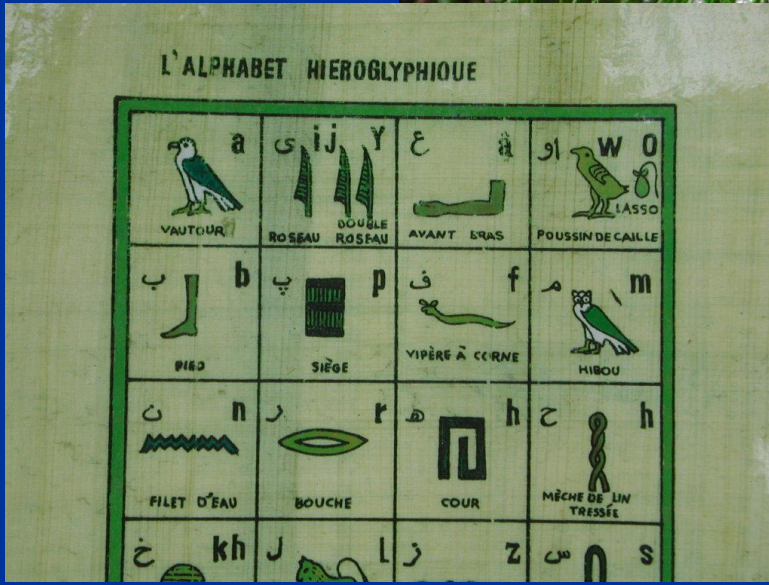 L'ALPHABET HIEROGLYPHIQUE
a
VAUTOUR
ى i j Y
ROSEAU DOUBLE ROSEAU
ع â
AVANT BRAS
او W O
LASSO
POUSSIN DE CAILLE
ب b
PIED
پ p
SIÈGE
ف f
VIPÈRE À CORNE
م m
HIBOU
ن n
FILET D'EAU
ر r
BOUCHE
ه h
COUR
ح h
MÈCHE DE LIN
TRESSÉE
خ kh
ل l
ز z
س s